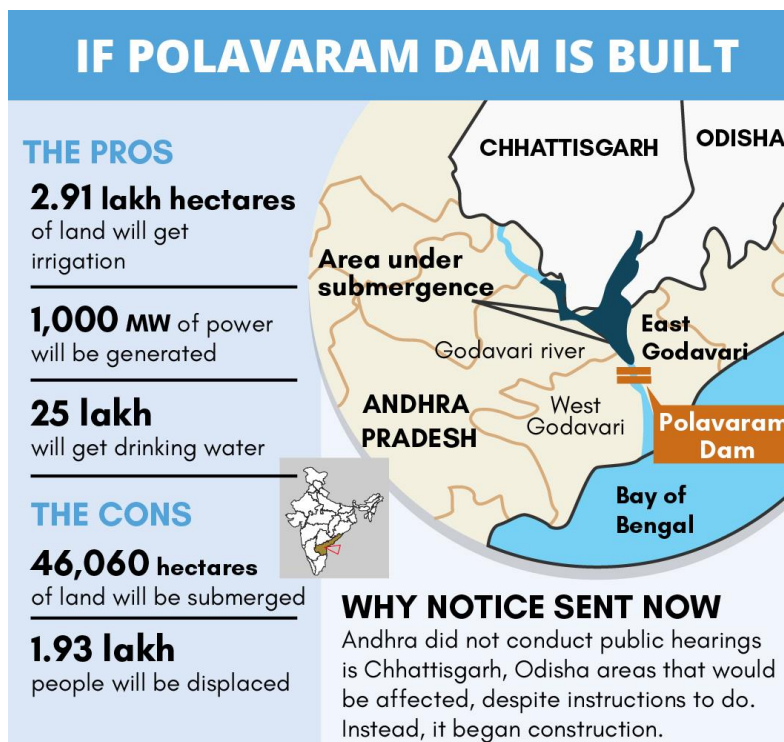 IF POLAVARAM DAM IS BUILT
THE PROS
2.91 lakh hectares
of land will get
irrigation
1,000 MW of power
will be generated
25 lakh
will get drinking water
THE CONS
46,060 hectares
of land will be submerged
1.93 lakh
people will be displaced
CHHATTISGARH
ODISHA
Area under
submergence
Godavari river
East
Godavari
ANDHRA
PRADESH
West
Godavari
Polavaram
Dam
Bay of
Bengal
WHY NOTICE SENT NOW
Andhra did not conduct public hearings
is Chhattisgarh, Odisha areas that would
be affected, despite instructions to do.
Instead, it began construction.